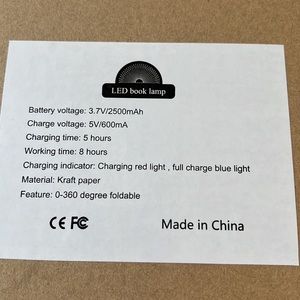 LED book lamp
Battery voltage: 3.7V/2500mAh
Charge voltage: 5V/600mA
Charging time: 5 hours
Working time: 8 hours
Charging indicator: Charging red light , full charge blue light
Material: Kraft paper
Feature: 0-360 degree foldable
CE FC Made in China